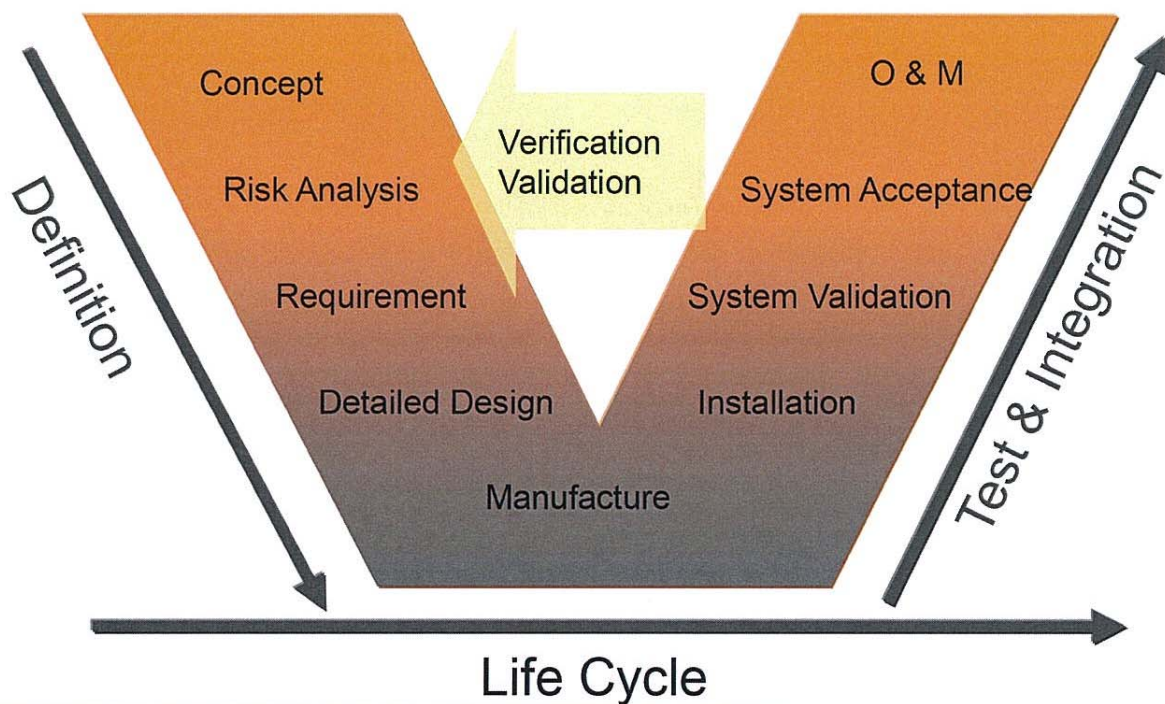 Concept
Risk Analysis
Requirement
Detailed Design
Manufacture
Installation
System Validation
System Acceptance
O & M
Verification
Validation
Definition
Test & Integration
Life Cycle